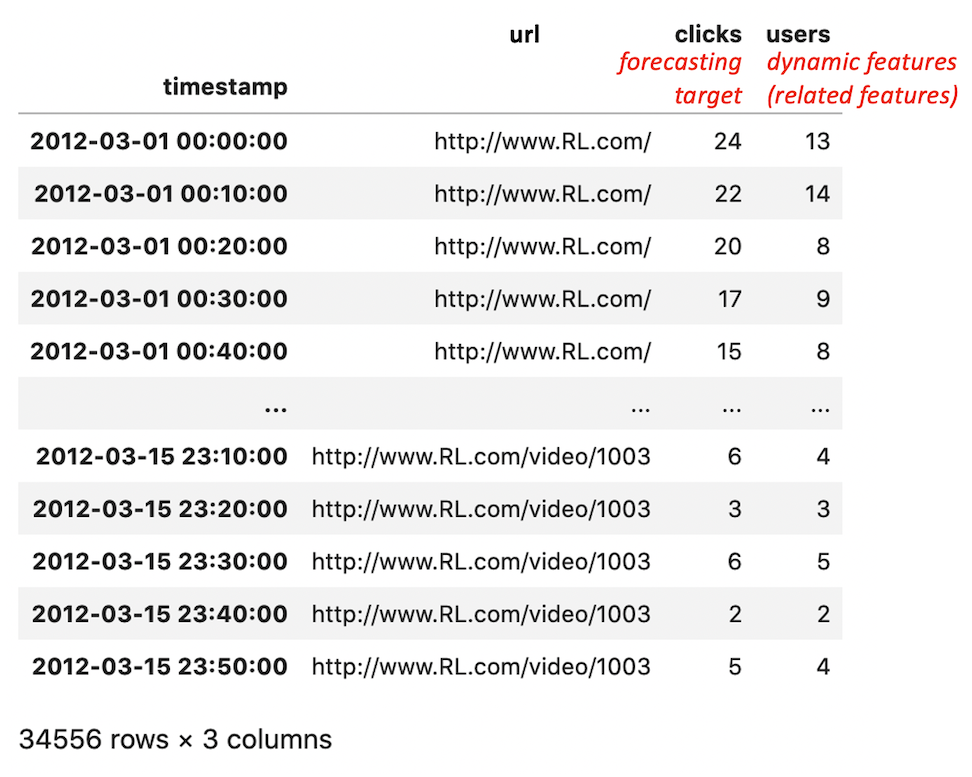 url clicks users
forecasting dynamic features
timestamp target (related features)
2012-03-01 00:00:00 http://www.RL.com/ 24 13
2012-03-01 00:10:00 http://www.RL.com/ 22 14
2012-03-01 00:20:00 http://www.RL.com/ 20 8
2012-03-01 00:30:00 http://www.RL.com/ 17 9
2012-03-01 00:40:00 http://www.RL.com/ 15 8
... ... ... ...
2012-03-15 23:10:00 http://www.RL.com/video/1003 6 4
2012-03-15 23:20:00 http://www.RL.com/video/1003 3 3
2012-03-15 23:30:00 http://www.RL.com/video/1003 6 5
2012-03-15 23:40:00 http://www.RL.com/video/1003 2 2
2012-03-15 23:50:00 http://www.RL.com/video/1003 5 4
34556 rows × 3 columns